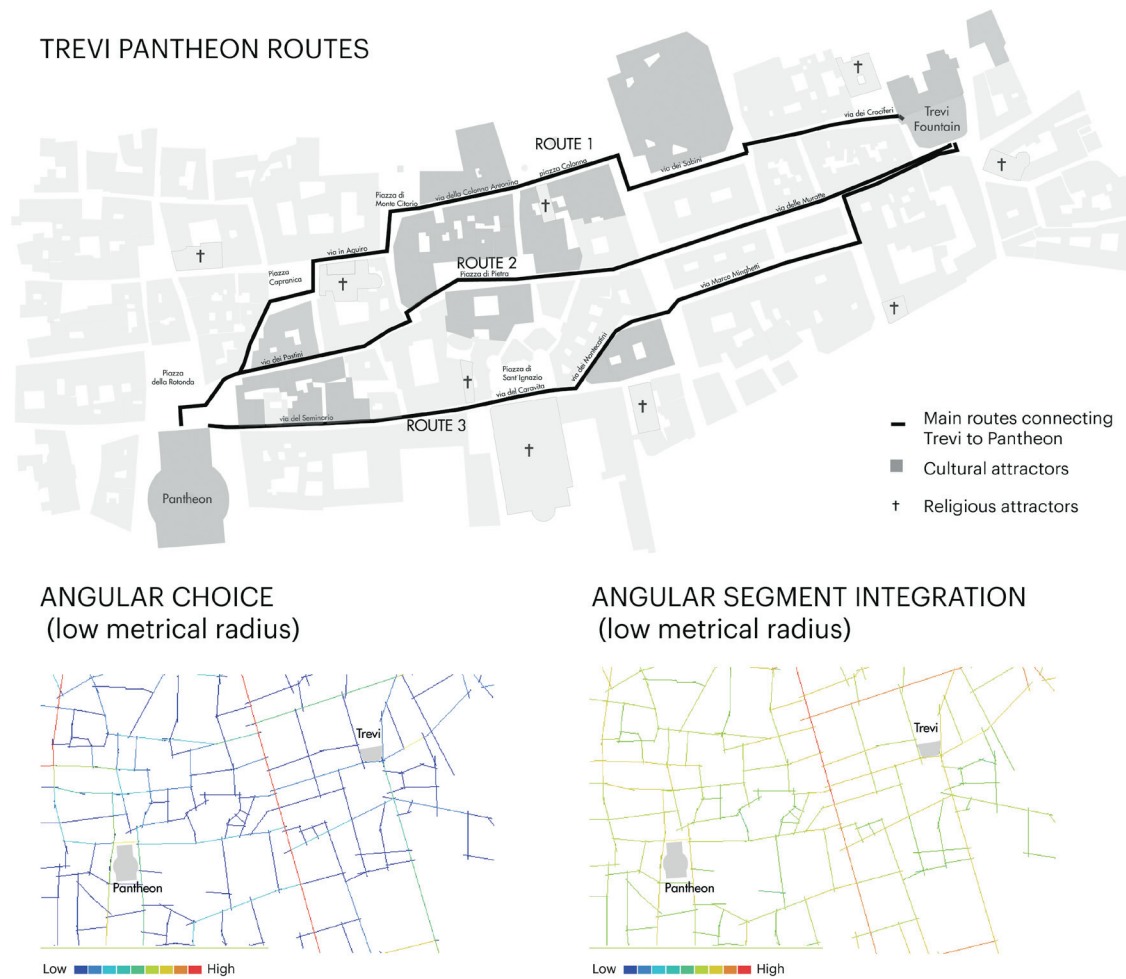 TREVI PANTHEON ROUTES
via dei Crociferi
Trevi
Fountain
ROUTE 1
piazza Colonna
via dei Sabini
Piazza di
Monte Citorio
via della Colonna Antonina
via delle Muratte
via in Aquiro
ROUTE 2
Piazza di Pietra
Piazza
Capranica
via Marco Minghetti
via dei Pastini
Piazza
della Rotonda
Piazza di
Sant'Ignazio
via dei Montecatini
via del Caravita
via del Seminario
ROUTE 3
Pantheon
Main routes connecting
Trevi to Pantheon
Cultural attractors
Religious attractors
ANGULAR CHOICE
(low metrical radius)
Trevi
Pantheon
Low
High
ANGULAR SEGMENT INTEGRATION
(low metrical radius)
Trevi
Pantheon
Low
High